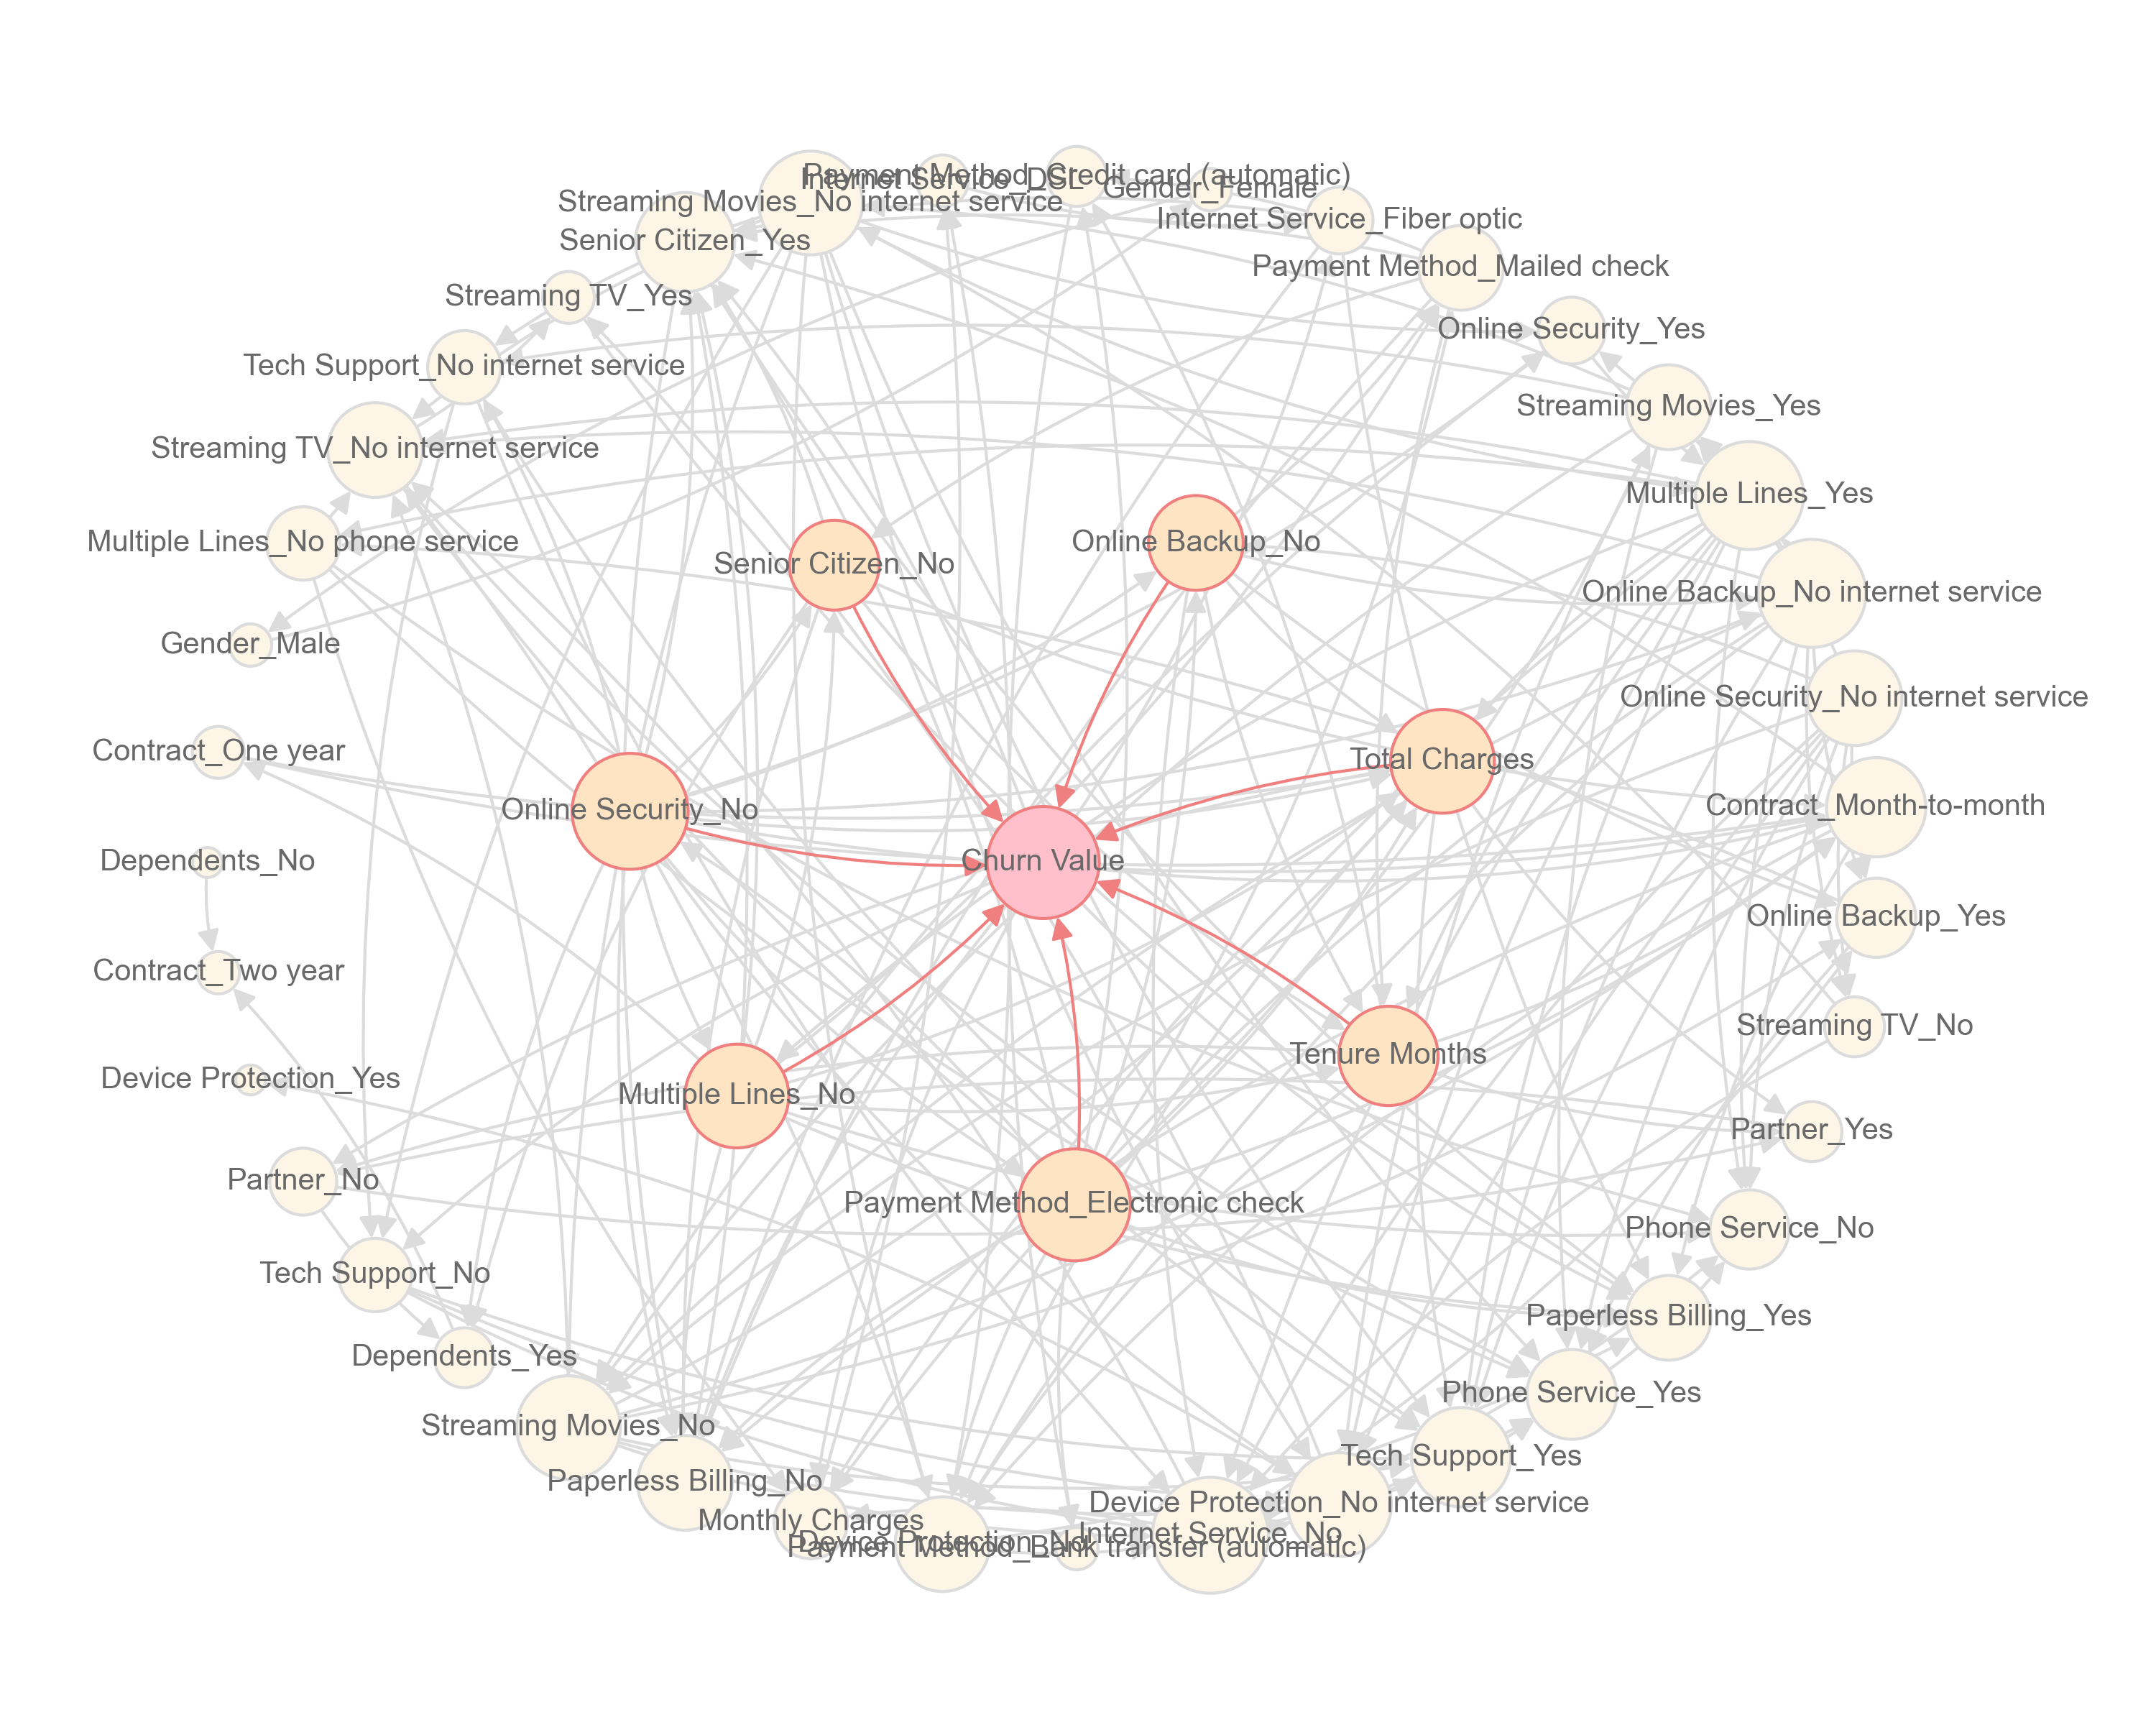 Payment Method_Credit card (automatic)
Internet Service_DSL
Gender_Female
Streaming Movies_No internet service
Internet Service_Fiber optic
Senior Citizen_Yes
Payment Method_Mailed check
Streaming TV_Yes
Online Security_Yes
Tech Support_No internet service
Streaming Movies_Yes
Streaming TV_No internet service
Multiple Lines_Yes
Multiple Lines_No phone service
Online Backup_No
Senior Citizen_No
Online Backup_No internet service
Gender_Male
Online Security_No internet service
Contract_One year
Total Charges
Contract_Month-to-month
Online Security_No
Dependents_No
Churn Value
Online Backup_Yes
Contract_Two year
Streaming TV_No
Tenure Months
Device Protection_Yes
Multiple Lines_No
Partner_Yes
Partner_No
Payment Method_Electronic check
Phone Service_No
Tech Support_No
Paperless Billing_Yes
Dependents_Yes
Phone Service_Yes
Streaming Movies_No
Tech Support_Yes
Paperless Billing_No
Device Protection_No internet service
Monthly Charges
Internet Service_No
Device Protection_No
Payment Method_Bank transfer (automatic)